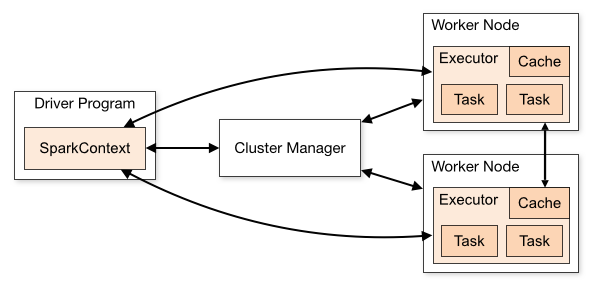 Driver Program
SparkContext
Cluster Manager
Worker Node
Executor
Cache
Task
Task
Worker Node
Executor
Cache
Task
Task